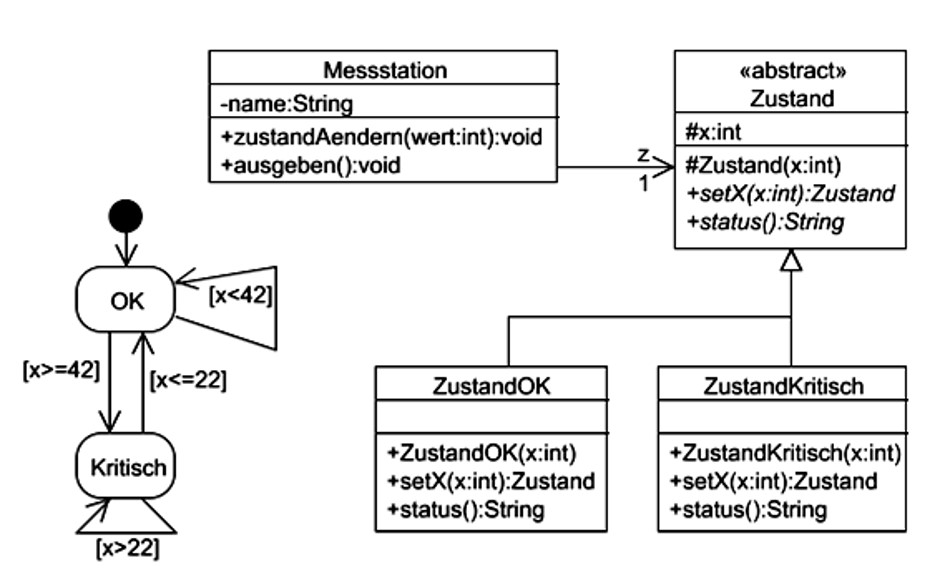 Messstation
-name:String
+zustandAendern(wert:int):void
+ausgeben():void
z
1
«abstract»
Zustand
#x:int
#Zustand(x:int)
+setX(x:int):Zustand
+status():String
OK
[x<42]
[x>=42]
[x<=22]
Kritisch
[x>22]
ZustandOK
+ZustandOK(x:int)
+setX(x:int):Zustand
+status():String
ZustandKritisch
+ZustandKritisch(x:int)
+setX(x:int):Zustand
+status():String